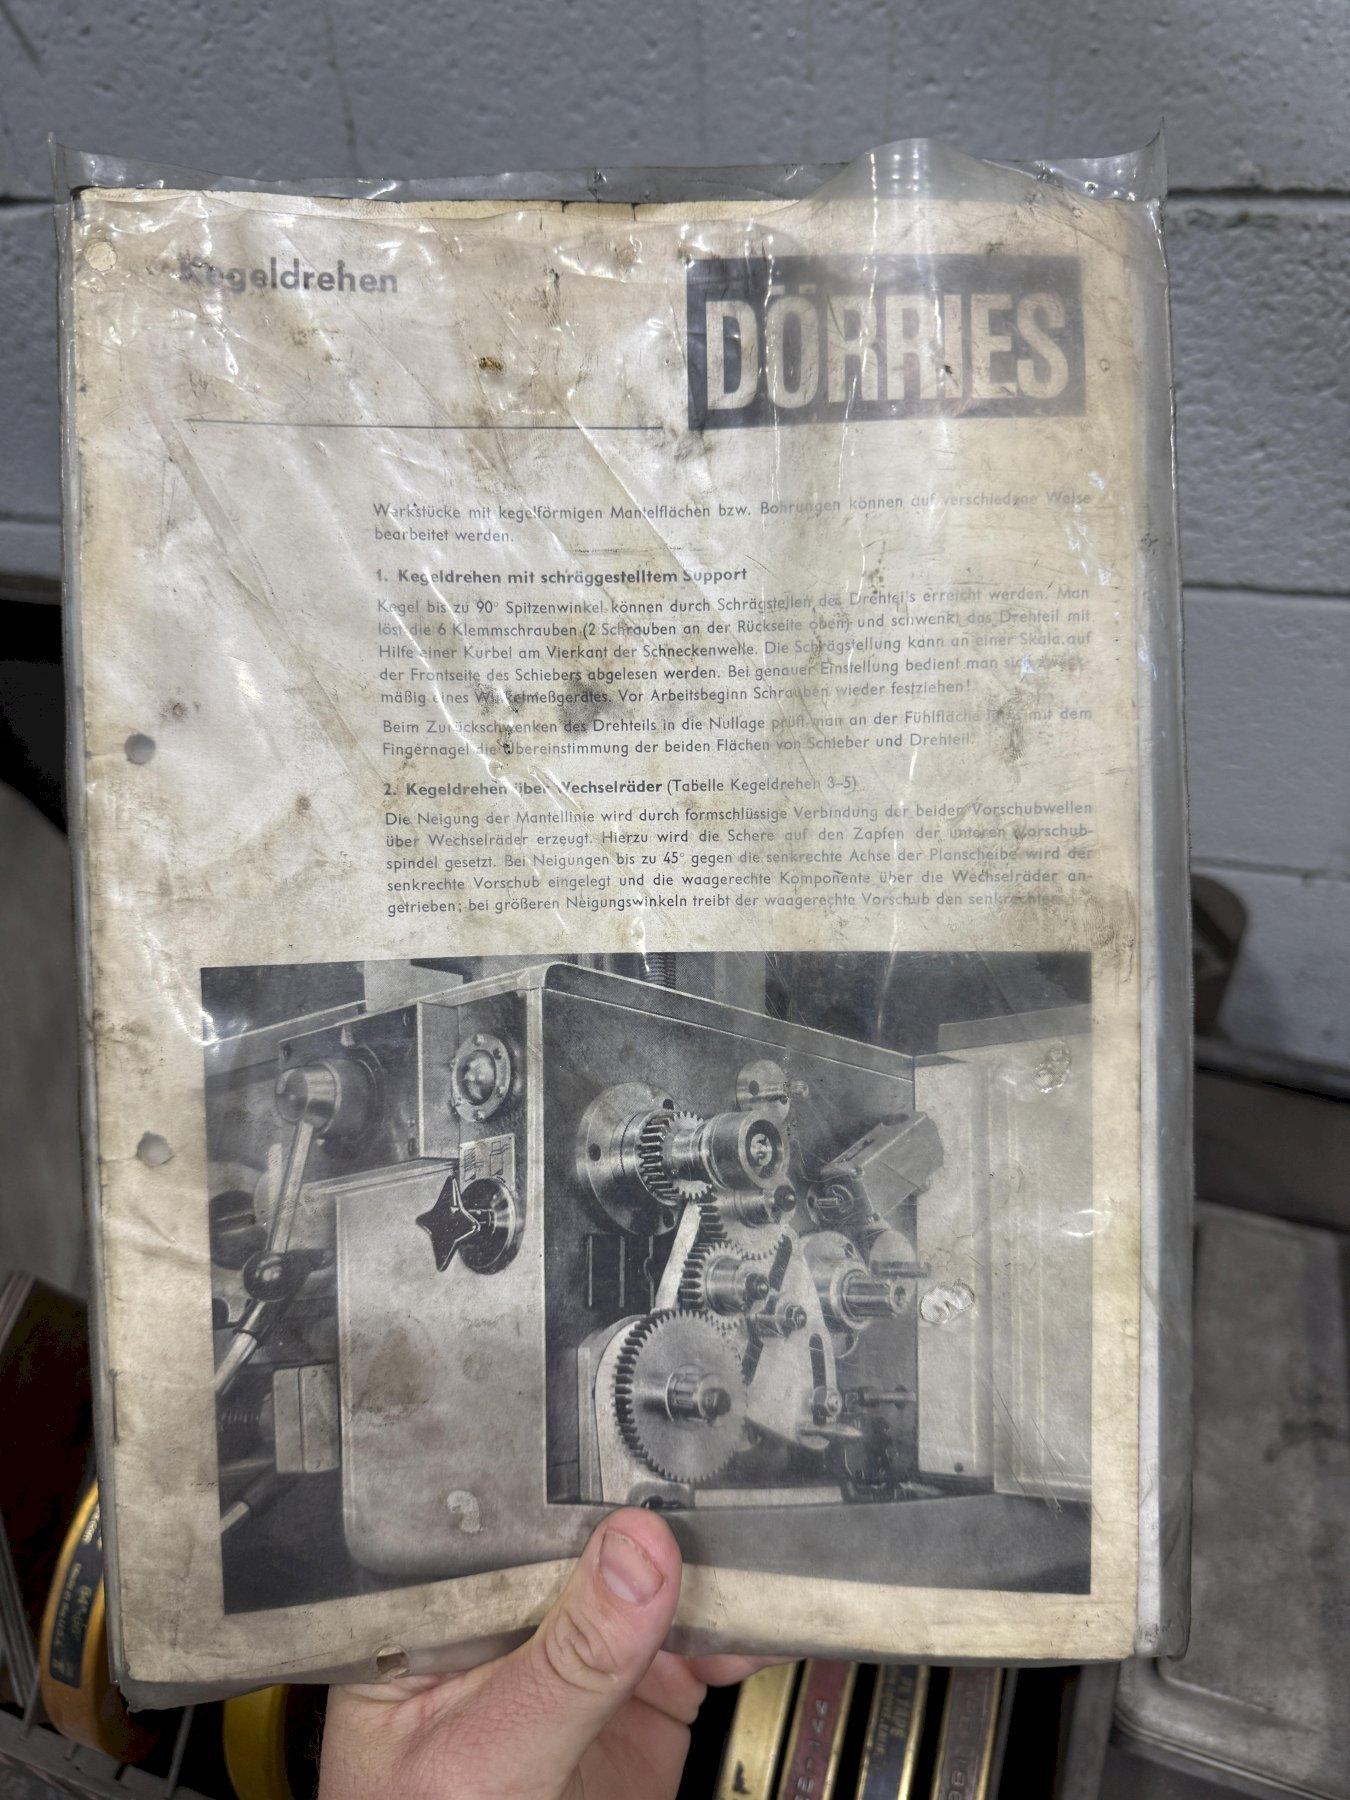 Kegeldrehen
DÖRRIES
Werkstücke mit kegelförmigen Mantelflächen bzw. Bohrungen können auf verschiedene Weise
bearbeitet werden.
1. Kegeldrehen mit schräggestelltem Support
Kegel bis zu 90° Spitzenwinkel können durch Schrägstellen des Drehteils erreicht werden. Man
löst die 6 Klemmschrauben (2 Schrauben an der Rückseite oben) und schwenkt das Drehteil mit
Hilfe einer Kurbel am Vierkant der Schneckenwelle. Die Schrägstellung kann an einer Skala auf
der Frontseite des Schiebers abgelesen werden. Bei genauer Einstellung bedient man sich zweck-
mäßig eines Winkelmeßgerätes. Vor Arbeitsbeginn Schrauben wieder festziehen!
Beim Zurückschwenken des Drehteils in die Nullage prüft man an der Fühlfläche links mit dem
Fingernagel die Übereinstimmung der beiden Flächen von Schieber und Drehteil.
2. Kegeldrehen über Wechselräder (Tabelle Kegeldrehen 3–5)
Die Neigung der Mantellinie wird durch formschlüssige Verbindung der beiden Vorschubwellen
über Wechselräder erzeugt. Hierzu wird die Schere auf den Zapfen der unteren Vorschub-
spindel gesetzt. Bei Neigungen bis zu 45° gegen die senkrechte Achse der Planscheibe wird der
senkrechte Vorschub eingelegt und die waagerechte Komponente über die Wechselräder an-
getrieben; bei größeren Neigungswinkeln treibt der waagerechte Vorschub den senkrechten.